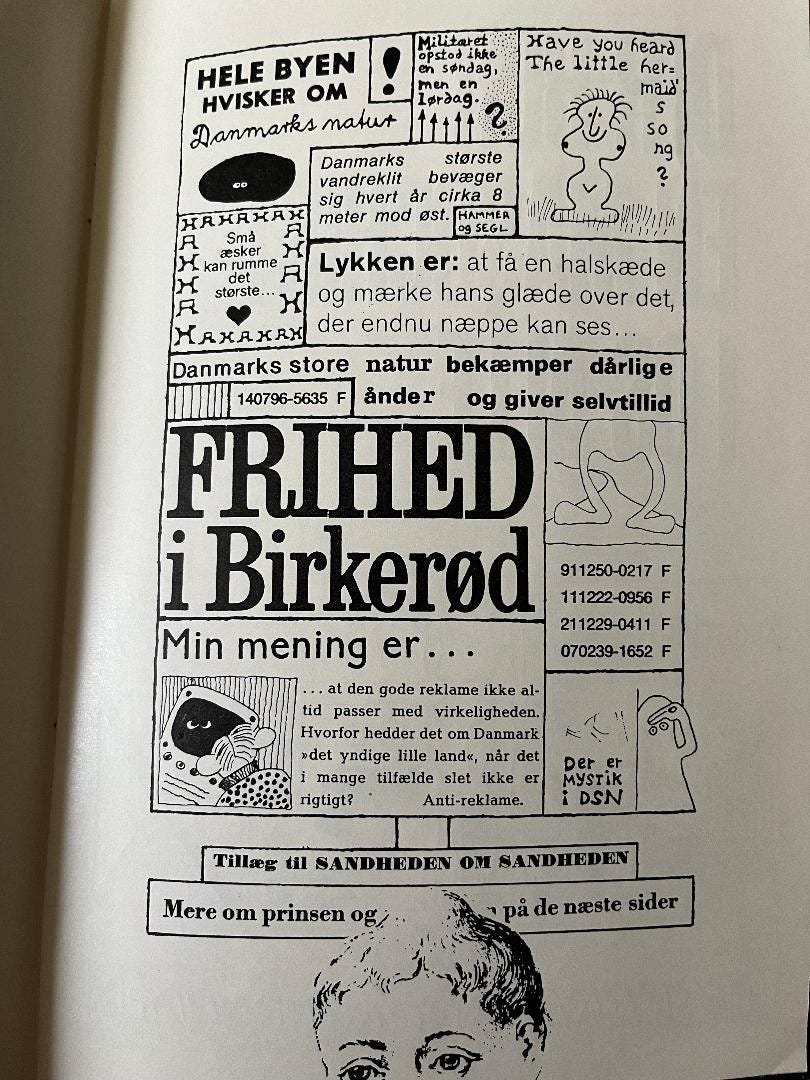 HELE BYEN
HVISKER OM
!
Danmarks natur
Militæret
opstod ikke
en søndag,
men en
lørdag.
?
Have you heard
The little her=
maid'
s
so
ng
?
Danmarks største
vandreklit bevæger
sig hvert år cirka 8
meter mod øst.
HAMMER
og SEGL
Små
æsker
kan rumme
det
største...
Lykken er: at få en halskæde
og mærke hans glæde over det,
der endnu næppe kan ses...
Danmarks store natur bekæmper dårlige
140796-5635 F
ånder og giver selvtillid
FRIHED
i Birkerød
911250-0217 F
111222-0956 F
211229-0411 F
070239-1652 F
Min mening er...
... at den gode reklame ikke al-
tid passer med virkeligheden.
Hvorfor hedder det om Danmark
»det yndige lille land«, når det
i mange tilfælde slet ikke er
rigtigt? Anti-reklame.
Der er
MYSTIK
i DSN
Tillæg til SANDHEDEN OM SANDHEDEN
Mere om prinsen og
på de næste sider